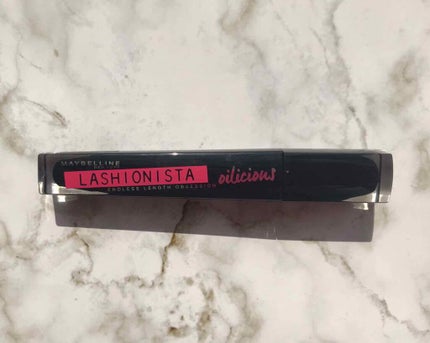 MAYBELLINE
LASHIONISTA
oilicious
ENDLESS LENGTH OBSESSION